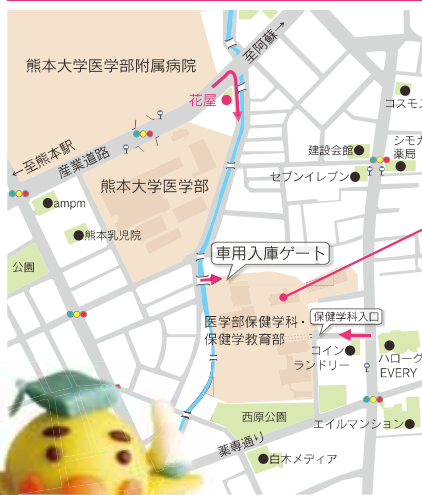 熊本大学医学部附属病院
至阿蘇→
花屋
コスモス
建設会館
シモカ
薬局
←至熊本駅
産業道路
セブンイレブン
熊本大学医学部
ampm
熊本乳児院
車用入庫ゲート
公園
保健学科入口
医学部保健学科・
保健学教育部
コイン
ランドリー
ハローグ
EVERY
西原公園
エイルマンション
薬専通り
白木メディア